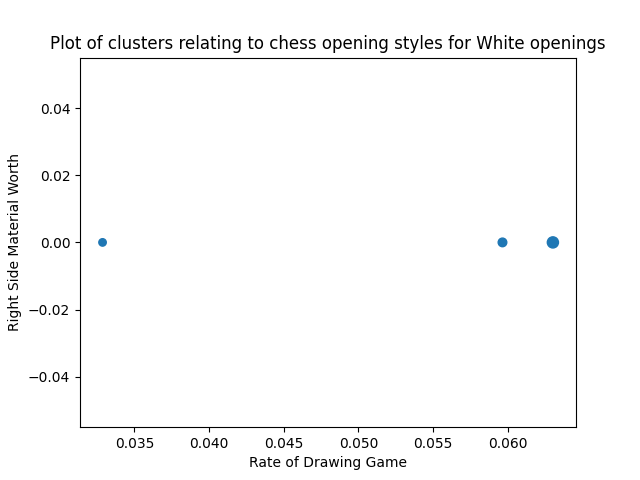 Plot of clusters relating to chess opening styles for White openings
0.04
0.02
0.00
−0.02
−0.04
Right Side Material Worth
0.035 0.040 0.045 0.050 0.055 0.060
Rate of Drawing Game